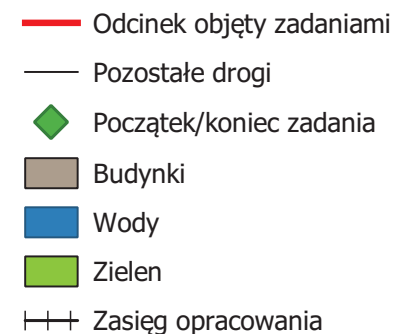 Odcinek objęty zadaniami
Pozostałe drogi
Początek/koniec zadania
Budynki
Wody
Zielen
Zasięg opracowania